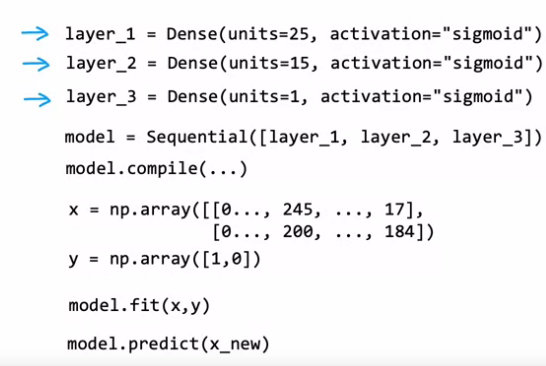 layer_1 = Dense(units=25, activation="sigmoid")
layer_2 = Dense(units=15, activation="sigmoid")
layer_3 = Dense(units=1, activation="sigmoid")
model = Sequential([layer_1, layer_2, layer_3])
model.compile(...)
x = np.array([[0..., 245, ..., 17],
[0..., 200, ..., 184])
y = np.array([1,0])
model.fit(x,y)
model.predict(x_new)